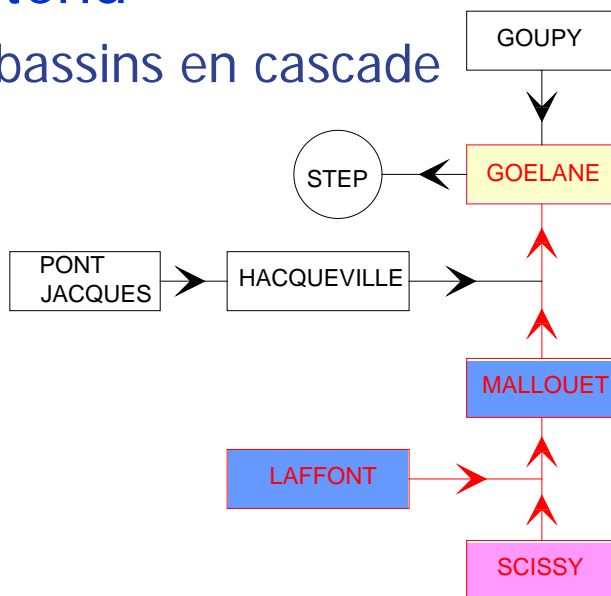 bassins en cascade
GOUPY
STEP
GOELANE
PONT
JACQUES
HACQUEVILLE
MALLOUET
LAFFONT
SCISSY